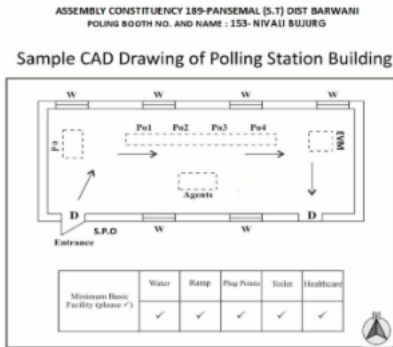 ASSEMBLY CONSTITUENCY 189-PANSEMAL (S.T) DIST BARWANI
POLING BOOTH NO. AND NAME : 153- NIVALI BUJURG
Sample CAD Drawing of Polling Station Building
W W W W
Po1 Po2 Po3 Po4
Po
EVM
Agents
D D
S.P.O
Entrance
W W
Water Ramp Plug Points Toilet Healthcare
Minimum Basic
Facility (please ✓) ✓ ✓ ✓ ✓ ✓
N